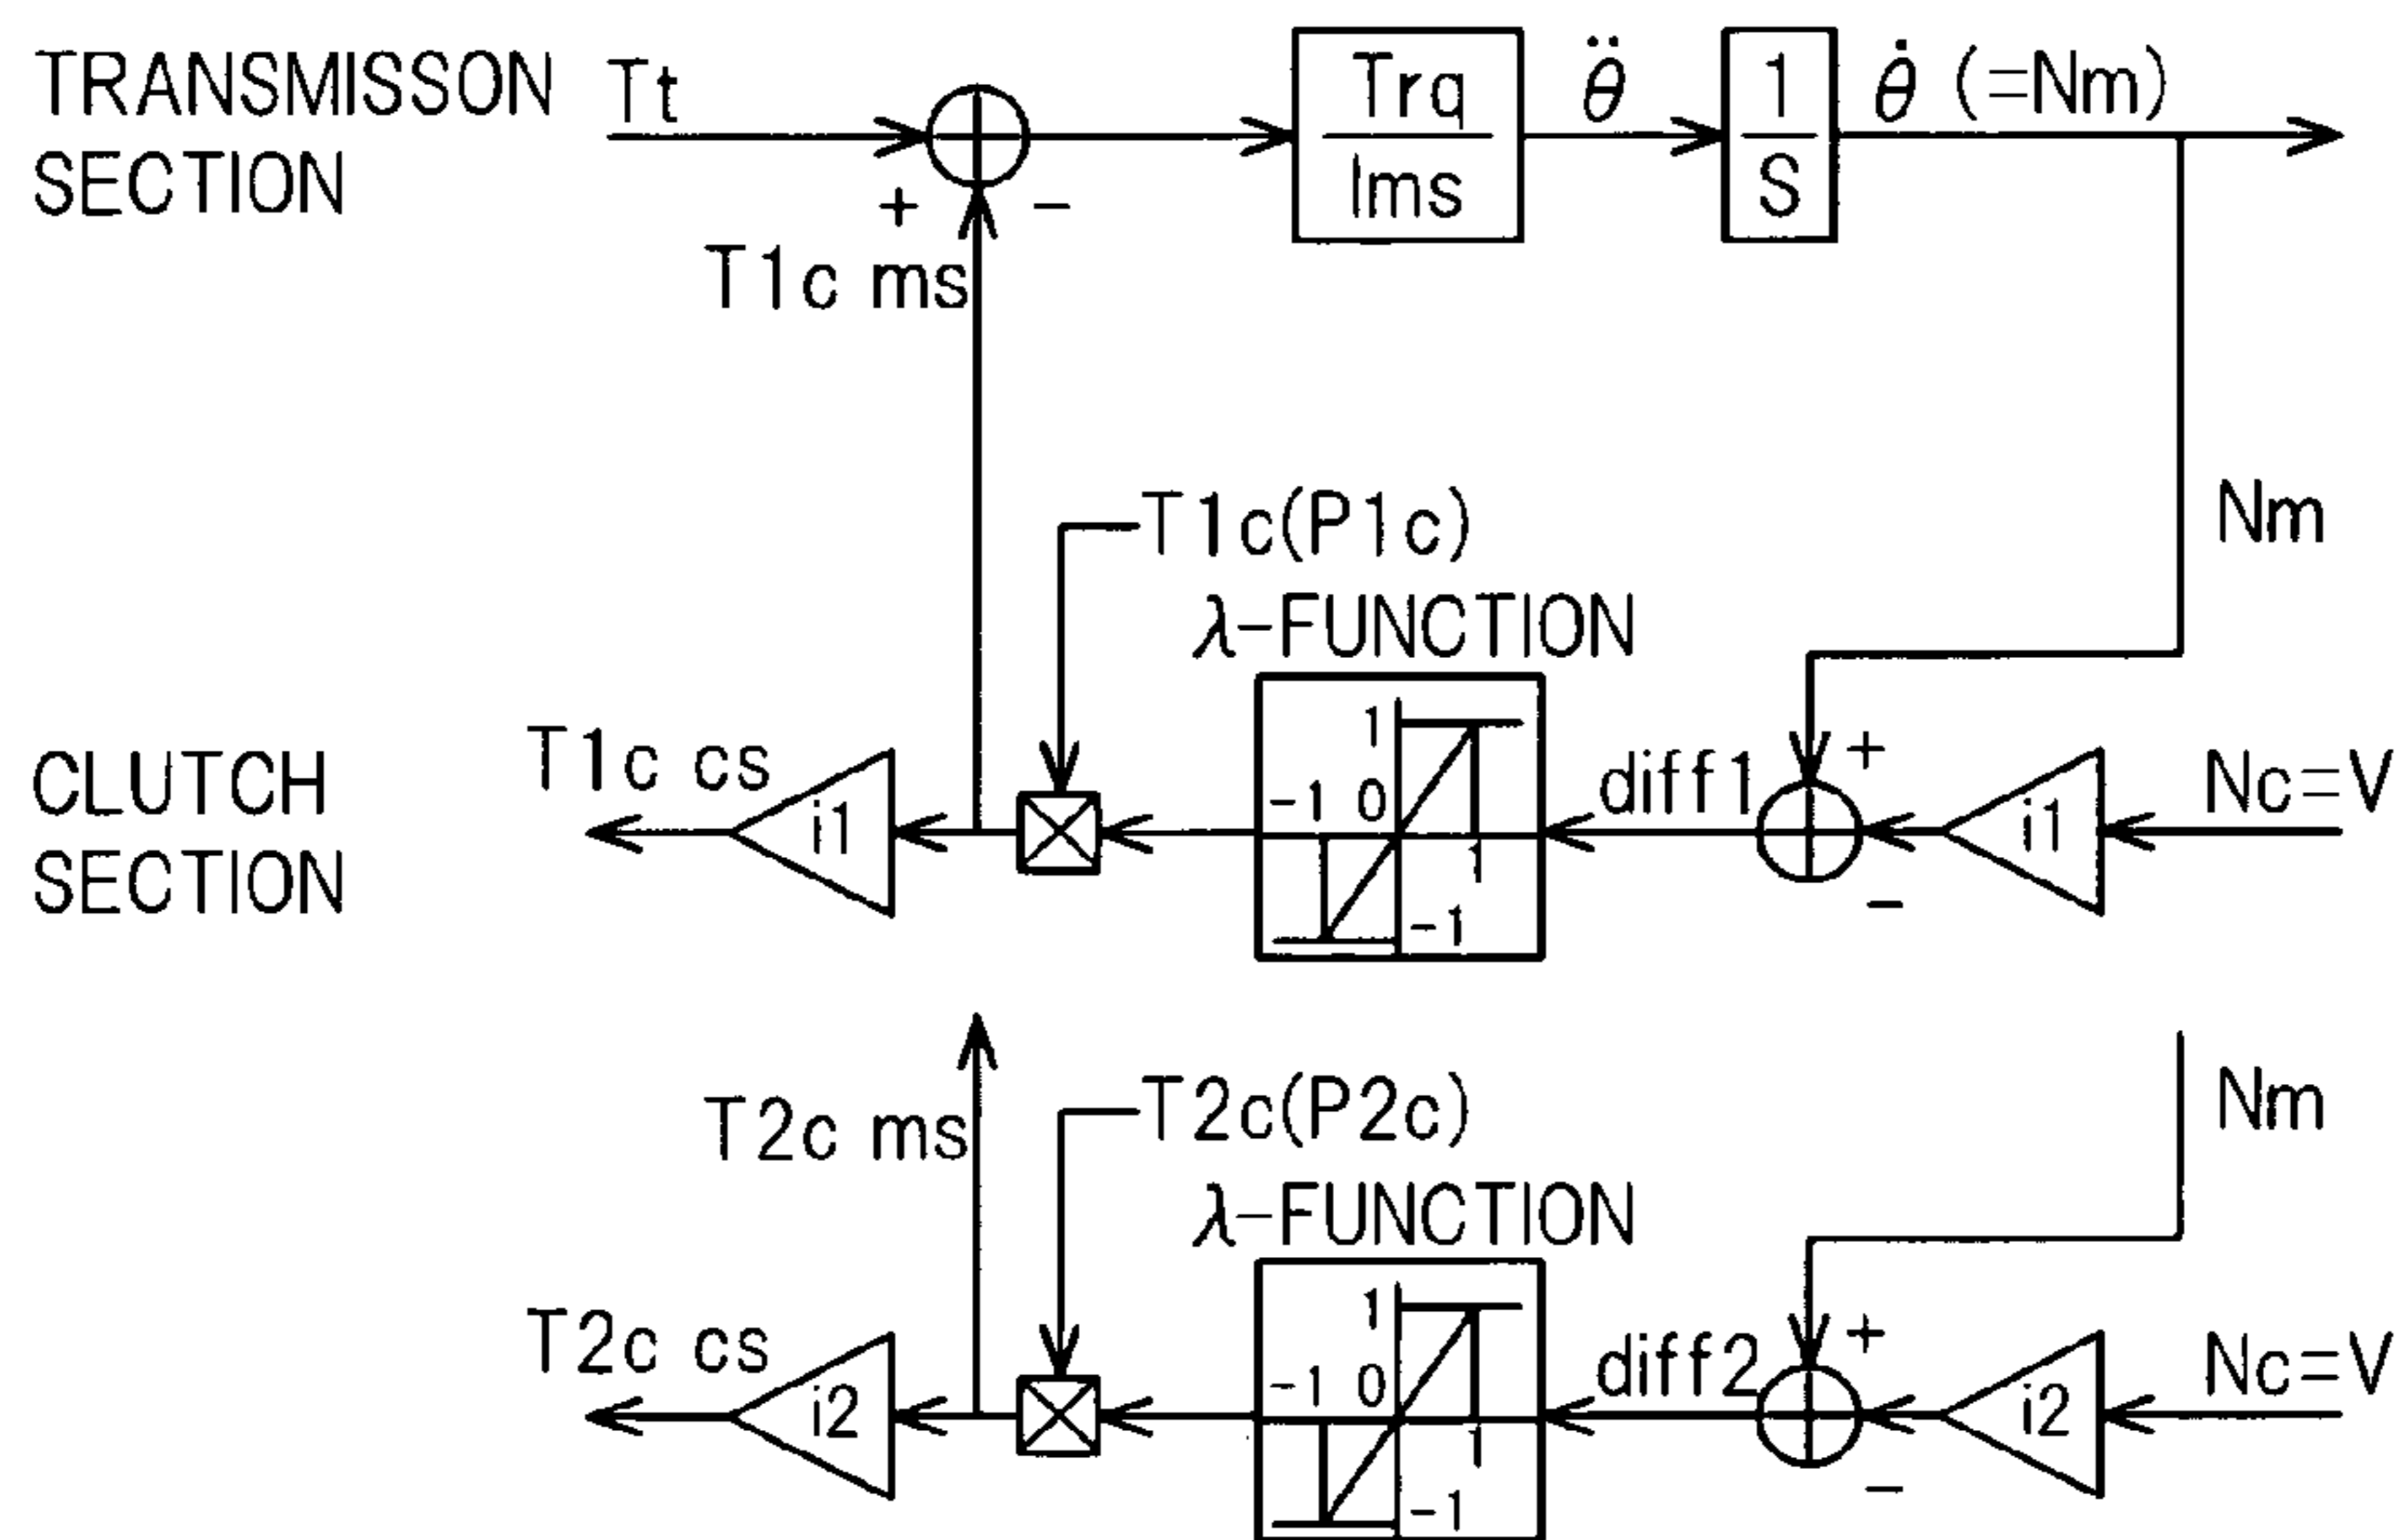 TRANSMISSON
SECTION
Tt
+ -
Trq
Ims
θ̈
1
S
θ̇ (=Nm)
T1c ms
Nm
T1c(P1c)
λ-FUNCTION
CLUTCH
SECTION
T1c cs
i1
1
-1 0
1
-1
diff1
+
-
i1
Nc=V
T2c ms
Nm
T2c(P2c)
λ-FUNCTION
T2c cs
i2
1
-1 0
1
-1
diff2
+
-
i2
Nc=V